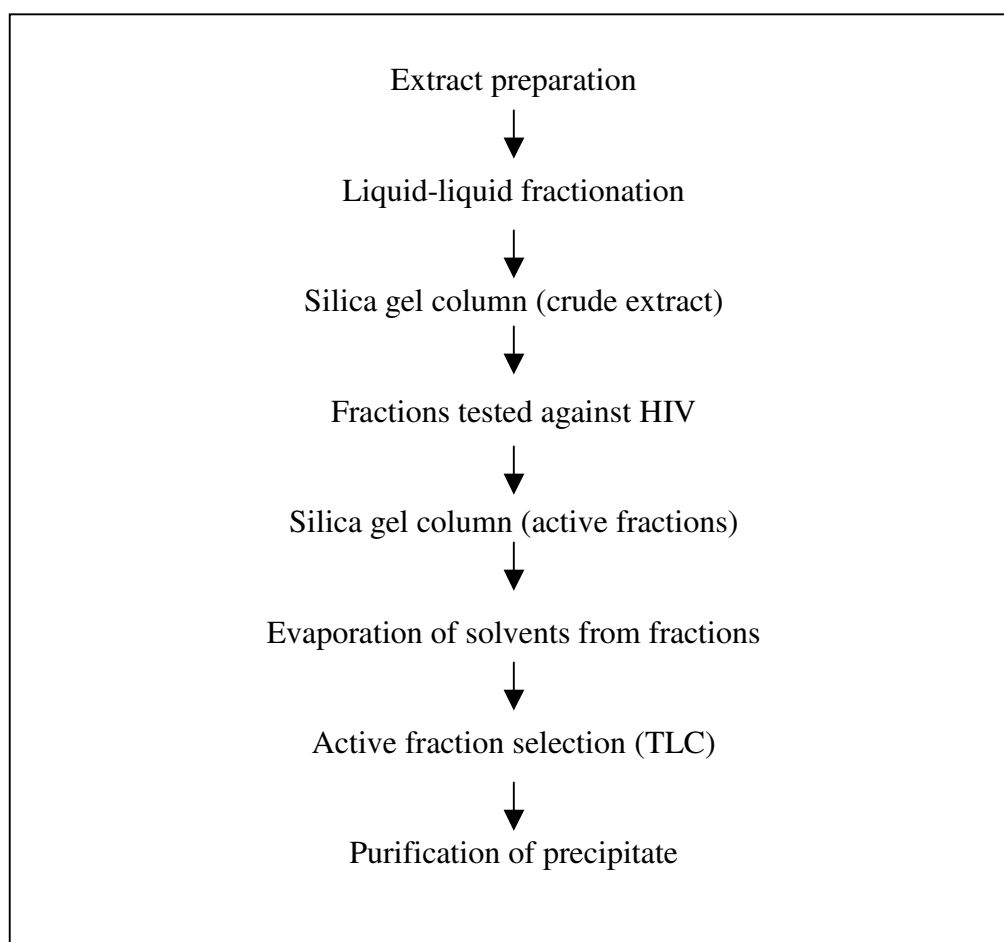 Extract preparation
Liquid-liquid fractionation
Silica gel column (crude extract)
Fractions tested against HIV
Silica gel column (active fractions)
Evaporation of solvents from fractions
Active fraction selection (TLC)
Purification of precipitate